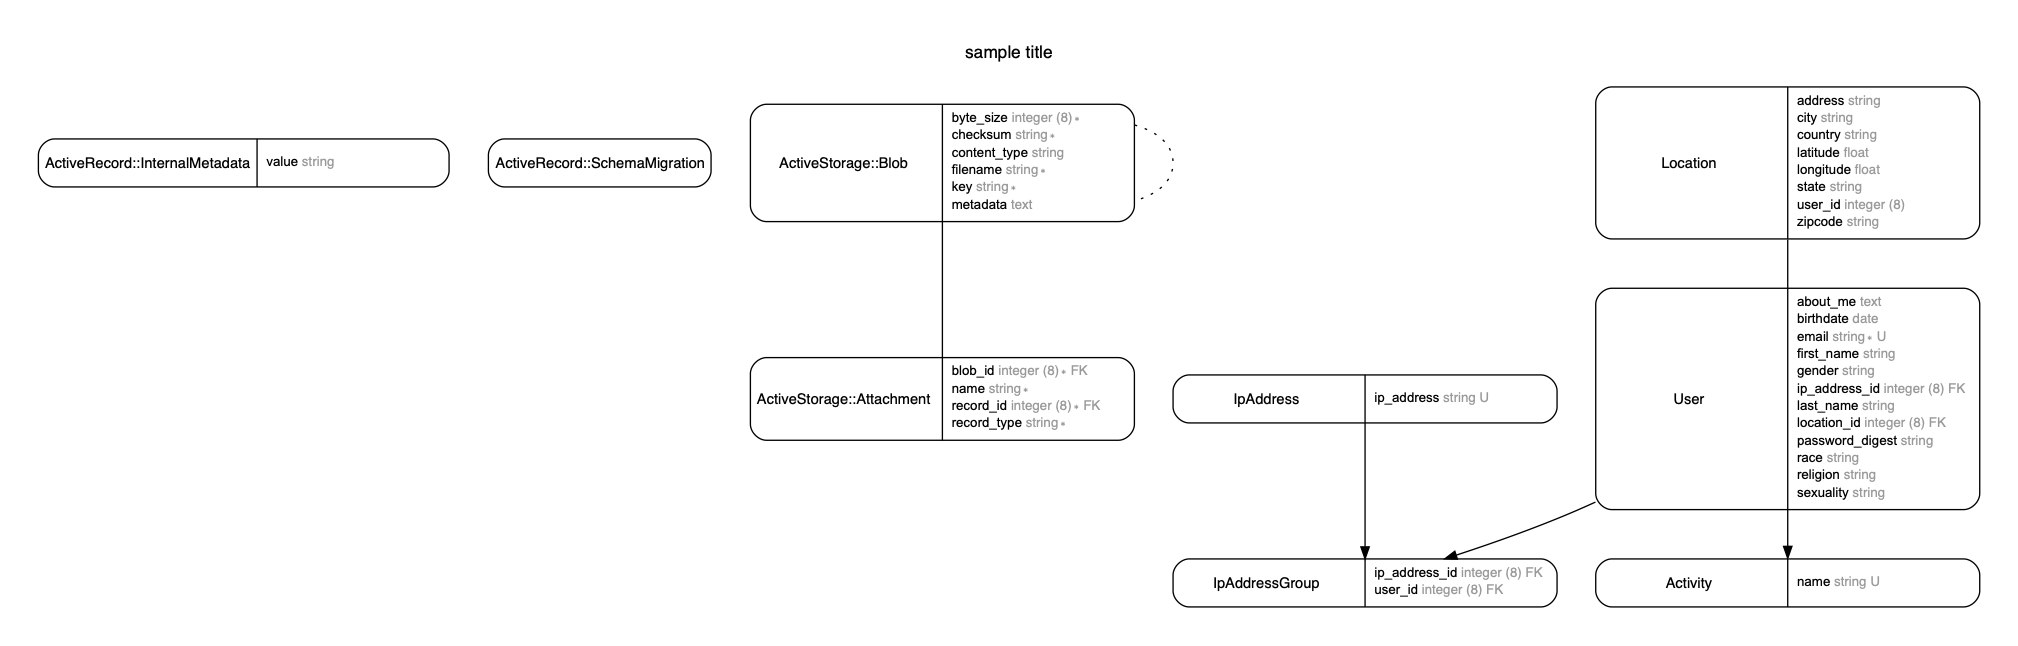 sample title
ActiveRecord::InternalMetadata
value string
ActiveRecord::SchemaMigration
ActiveStorage::Blob
byte_size integer (8) *
checksum string *
content_type string
filename string *
key string *
metadata text
Location
address string
city string
country string
latitude float
longitude float
state string
user_id integer (8)
zipcode string
ActiveStorage::Attachment
blob_id integer (8) * FK
name string *
record_id integer (8) * FK
record_type string *
IpAddress
ip_address string U
User
about_me text
birthdate date
email string * U
first_name string
gender string
ip_address_id integer (8) FK
last_name string
location_id integer (8) FK
password_digest string
race string
religion string
sexuality string
IpAddressGroup
ip_address_id integer (8) FK
user_id integer (8) FK
Activity
name string U